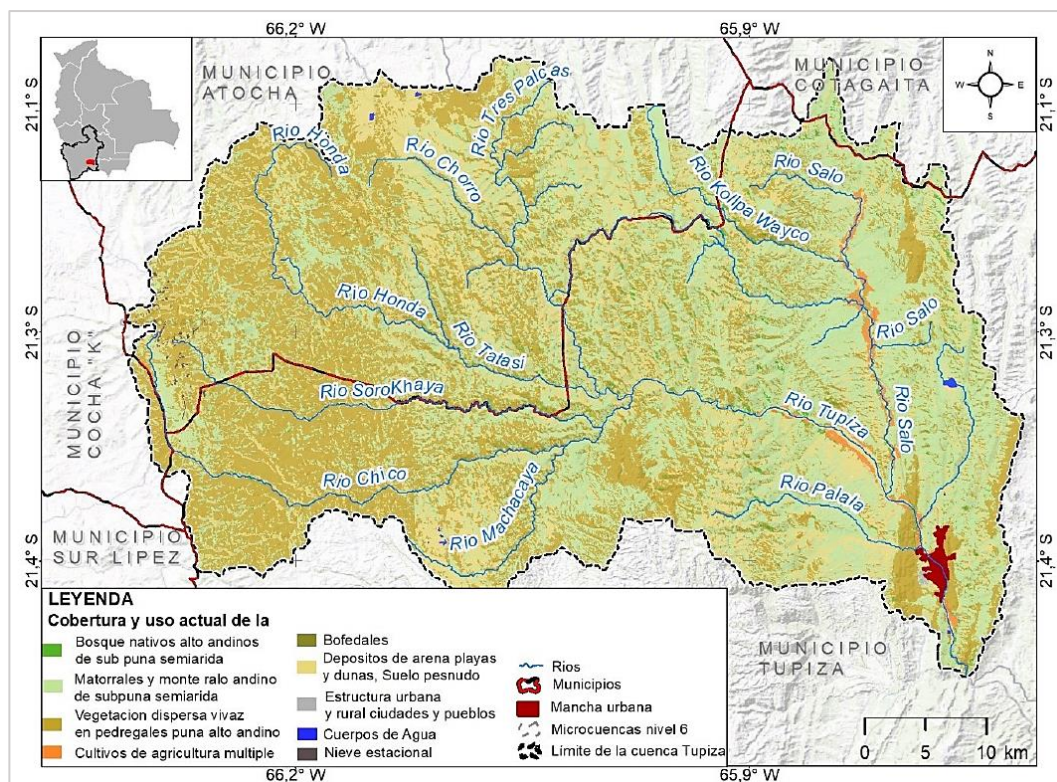 66.2° W
65.9° W
MUNICIPIO
ATOCHA
MUNICIPIO
COTAGAITA
N
W
E
S
21,1° S
21,1° S
Rio Tres Palcas
Rio Honda
Rio Chorro
Rio Kollpa Wayco
Rio Salo
21,3° S
21,3° S
Rio Honda
Rio Tatasi
Rio Salo
MUNICIPIO
COCHA "K"
Rio Soro Khaya
Rio Tupiza
Rio Salo
Rio Chico
Rio Machacaya
Rio Palala
MUNICIPIO
SUR LIPEZ
21,4° S
21,4° S
MUNICIPIO
TUPIZA
LEYENDA
Cobertura y uso actual de la
Bosque nativos alto andinos
de sub puna semiarida
Matorrales y monte ralo andino
de subpuna semiarida
Vegetacion dispersa vivaz
en pedregales puna alto andino
Cultivos de agricultura multiple
Bofedales
Depositos de arena playas
y dunas, Suelo pesnudo
Estructura urbana
y rural ciudades y pueblos
Cuerpos de Agua
Nieve estacional
Rios
Municipios
Mancha urbana
Microcuencas nivel 6
Límite de la cuenca Tupiza
0 5 10 km
66.2° W
65.9° W